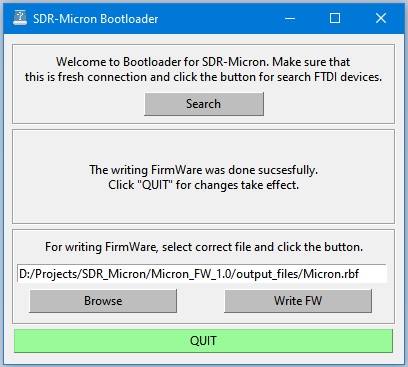 SDR-Micron Bootloader
Welcome to Bootloader for SDR-Micron. Make sure that
this is fresh connection and click the button for search FTDI devices.
Search
The writing FirmWare was done sucsesfully.
Click "QUIT" for changes take effect.
For writing FirmWare, select correct file and click the button.
D:/Projects/SDR_Micron/Micron_FW_1.0/output_files/Micron.rbf
Browse
Write FW
QUIT